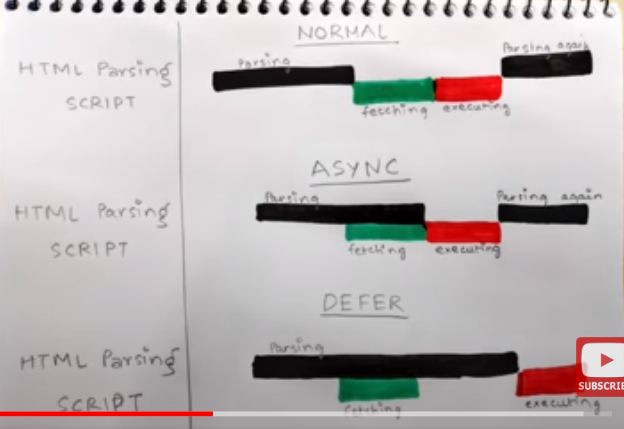 NORMAL
Parsing
Parsing again
HTML Parsing
SCRIPT
fetching
executing
ASYNC
Parsing
Parsing again
HTML Parsing
SCRIPT
fetching
executing
DEFER
Parsing
HTML Parsing
SCRIPT
fetching
executing
SUBSCRIBE